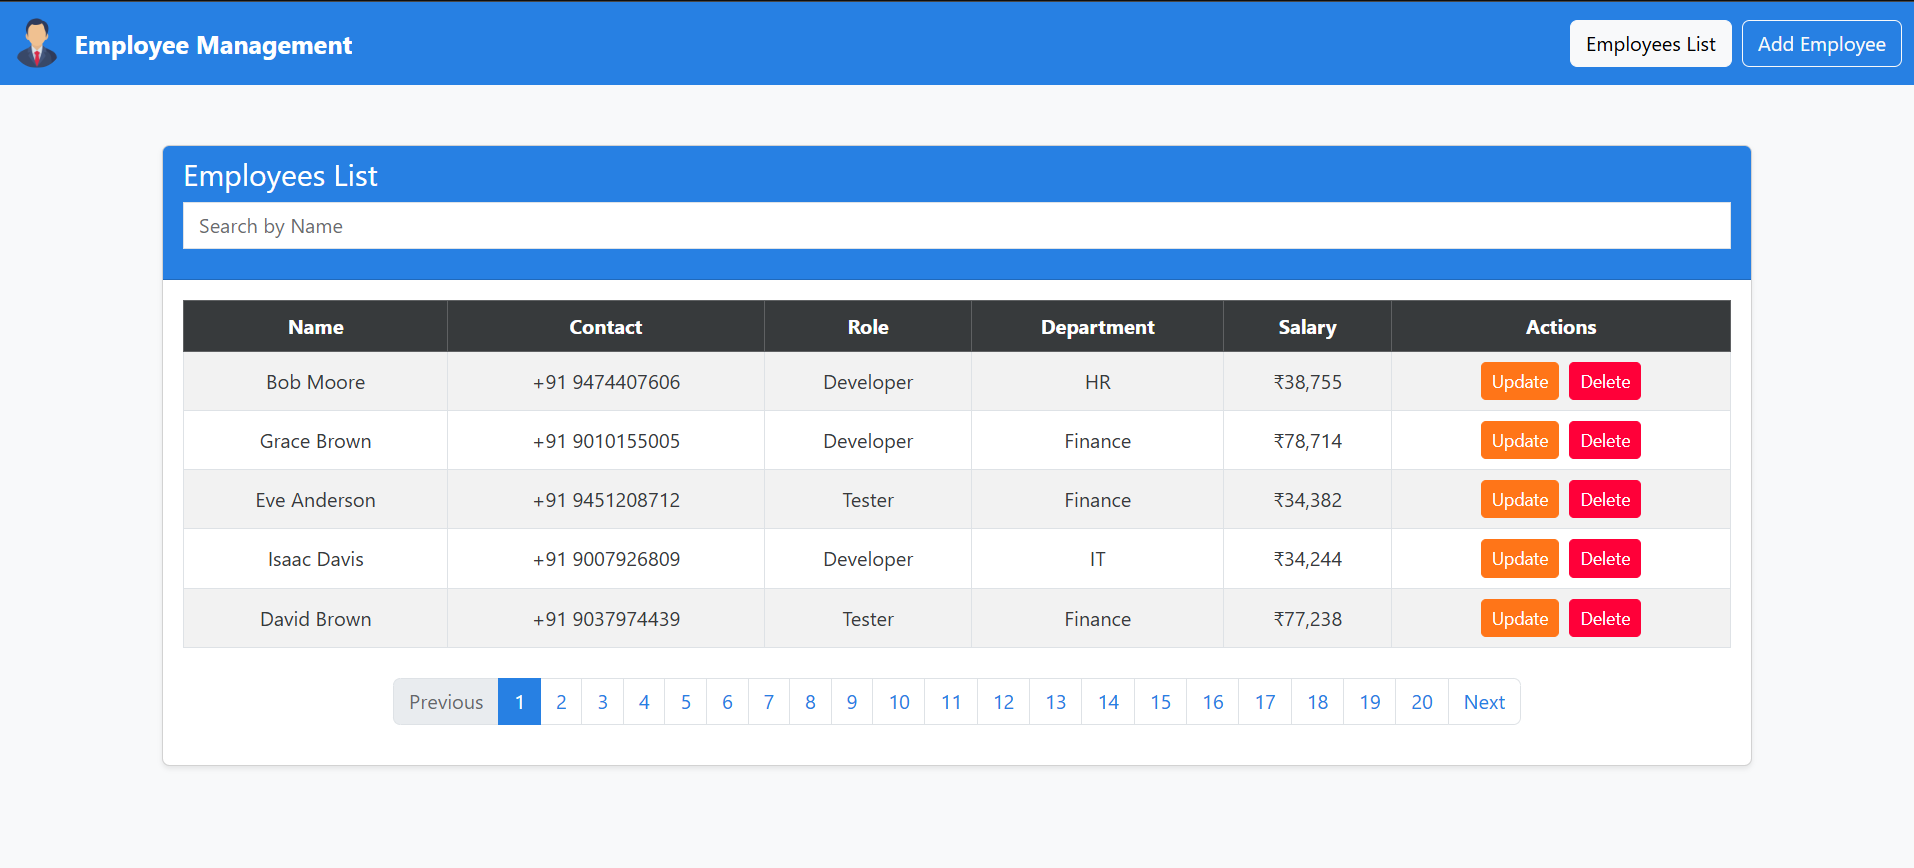 Employee Management Employees List Add Employee
Employees List
Search by Name
Name Contact Role Department Salary Actions
Bob Moore +91 9474407606 Developer HR ₹38,755 Update Delete
Grace Brown +91 9010155005 Developer Finance ₹78,714 Update Delete
Eve Anderson +91 9451208712 Tester Finance ₹34,382 Update Delete
Isaac Davis +91 9007926809 Developer IT ₹34,244 Update Delete
David Brown +91 9037974439 Tester Finance ₹77,238 Update Delete
Previous 1 2 3 4 5 6 7 8 9 10 11 12 13 14 15 16 17 18 19 20 Next